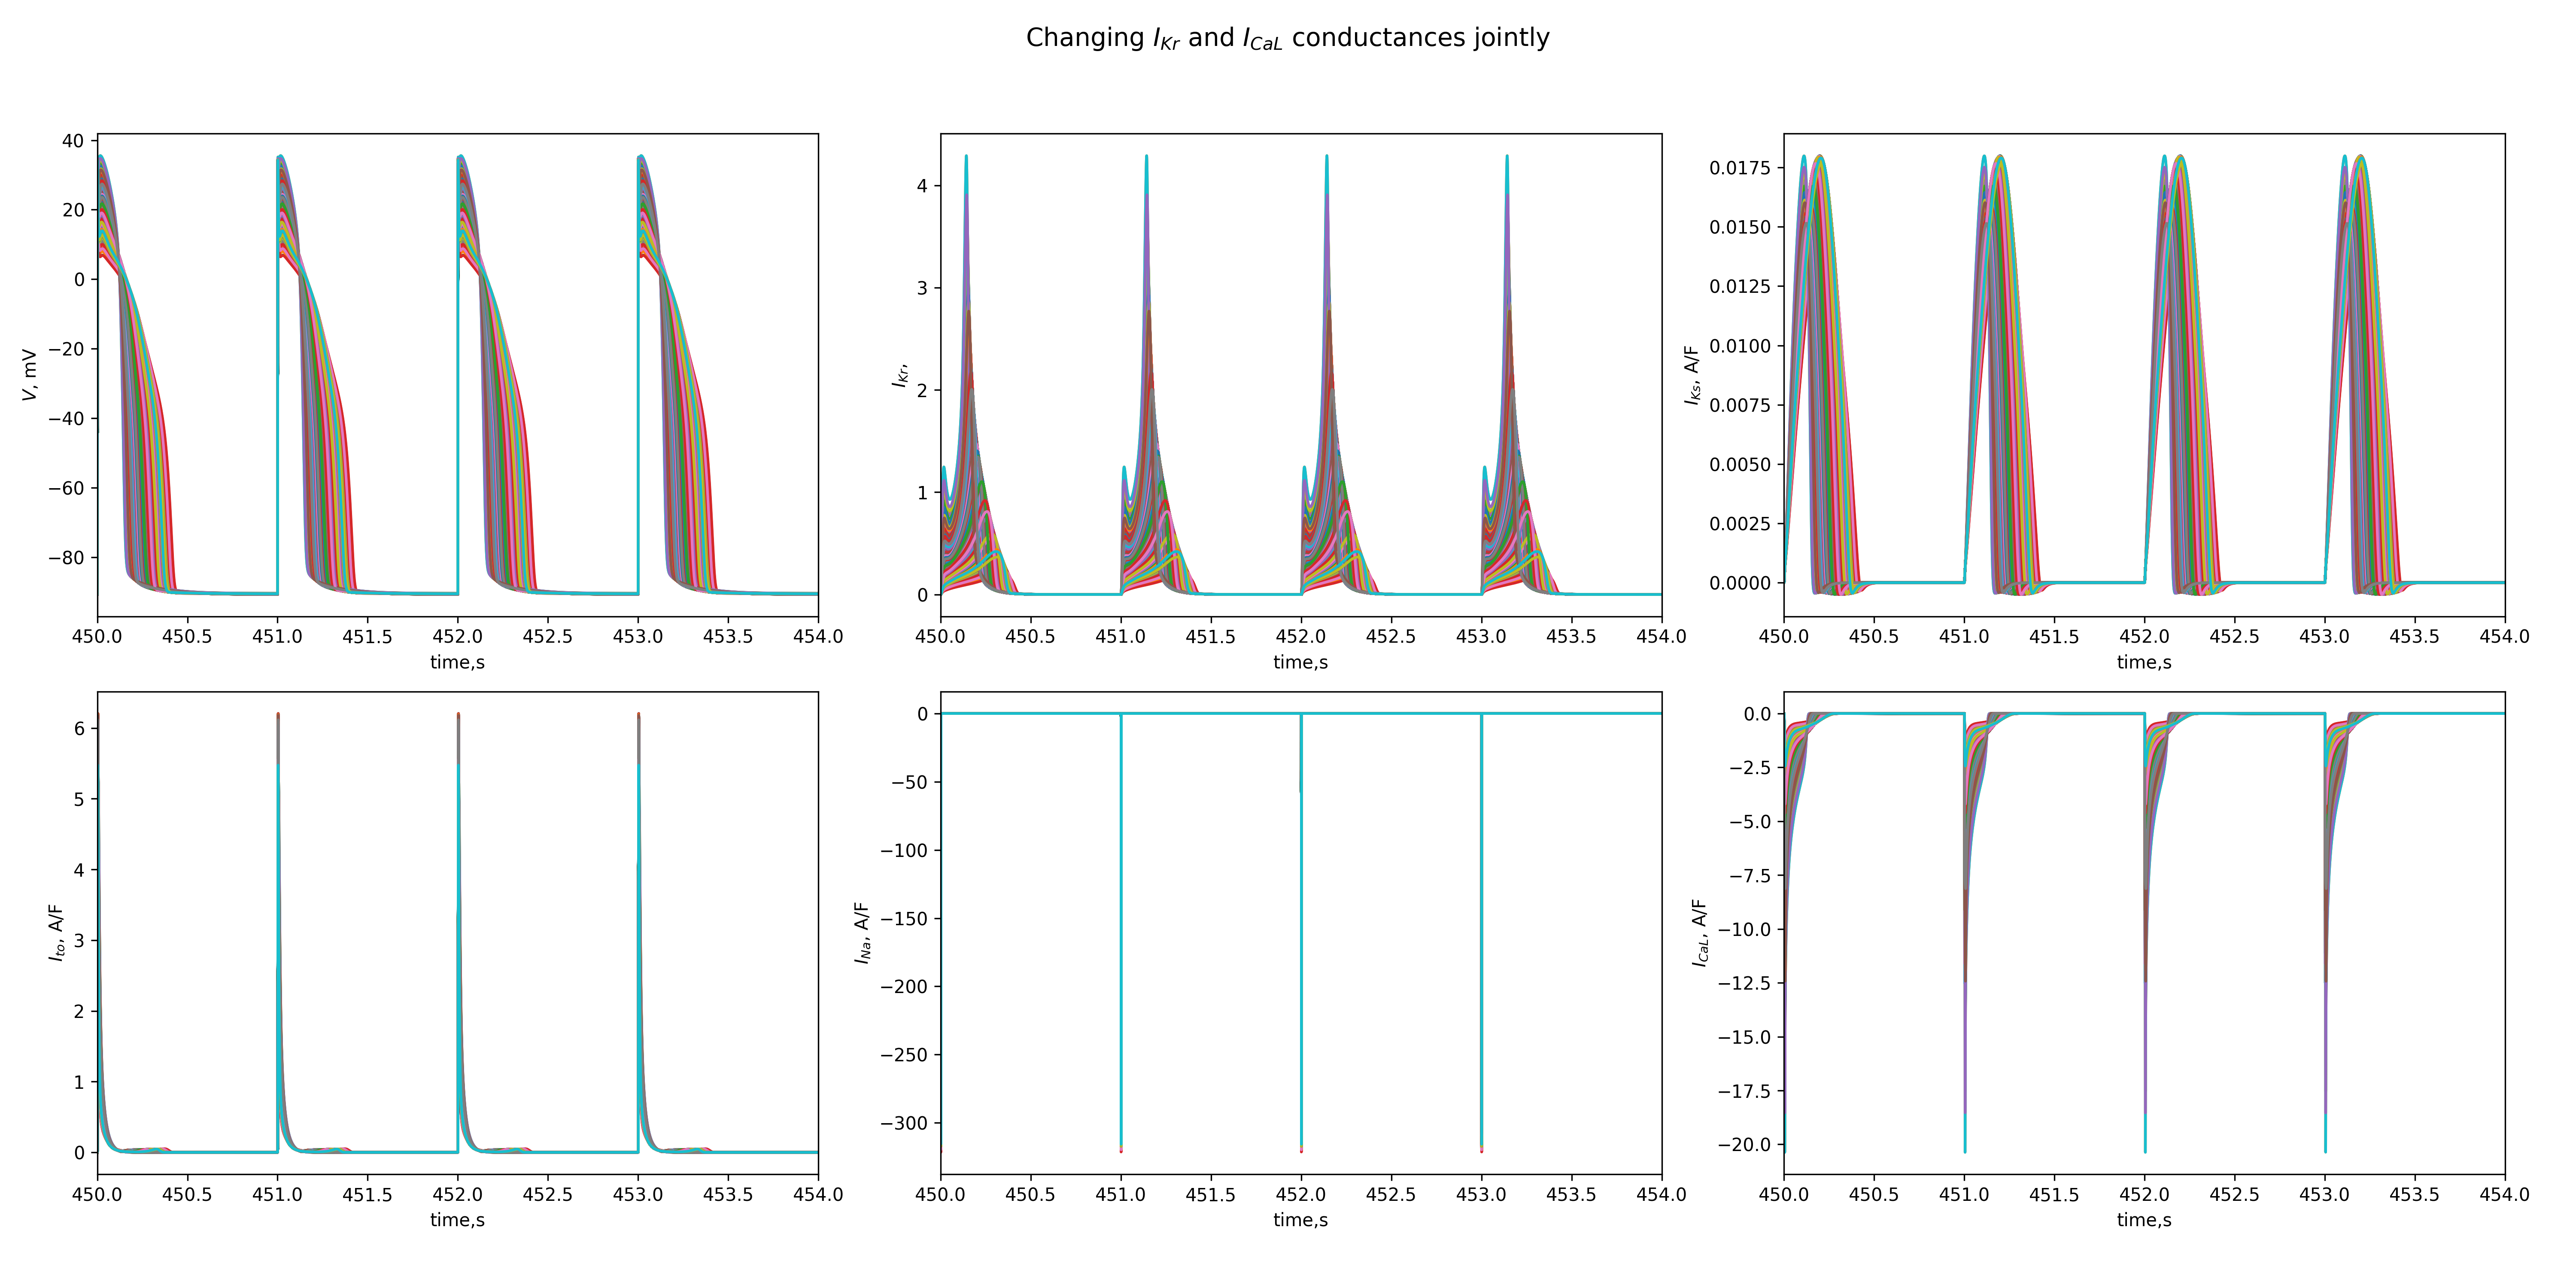 Changing I_Kr and I_CaL conductances jointly
V, mV
40
20
0
−20
−40
−60
−80
450.0 450.5 451.0 451.5 452.0 452.5 453.0 453.5 454.0
time,s
I_Kr,
4
3
2
1
0
450.0 450.5 451.0 451.5 452.0 452.5 453.0 453.5 454.0
time,s
I_Ks, A/F
0.0175
0.0150
0.0125
0.0100
0.0075
0.0050
0.0025
0.0000
450.0 450.5 451.0 451.5 452.0 452.5 453.0 453.5 454.0
time,s
I_to, A/F
6
5
4
3
2
1
0
450.0 450.5 451.0 451.5 452.0 452.5 453.0 453.5 454.0
time,s
I_Na, A/F
0
−50
−100
−150
−200
−250
−300
450.0 450.5 451.0 451.5 452.0 452.5 453.0 453.5 454.0
time,s
I_CaL, A/F
0.0
−2.5
−5.0
−7.5
−10.0
−12.5
−15.0
−17.5
−20.0
450.0 450.5 451.0 451.5 452.0 452.5 453.0 453.5 454.0
time,s